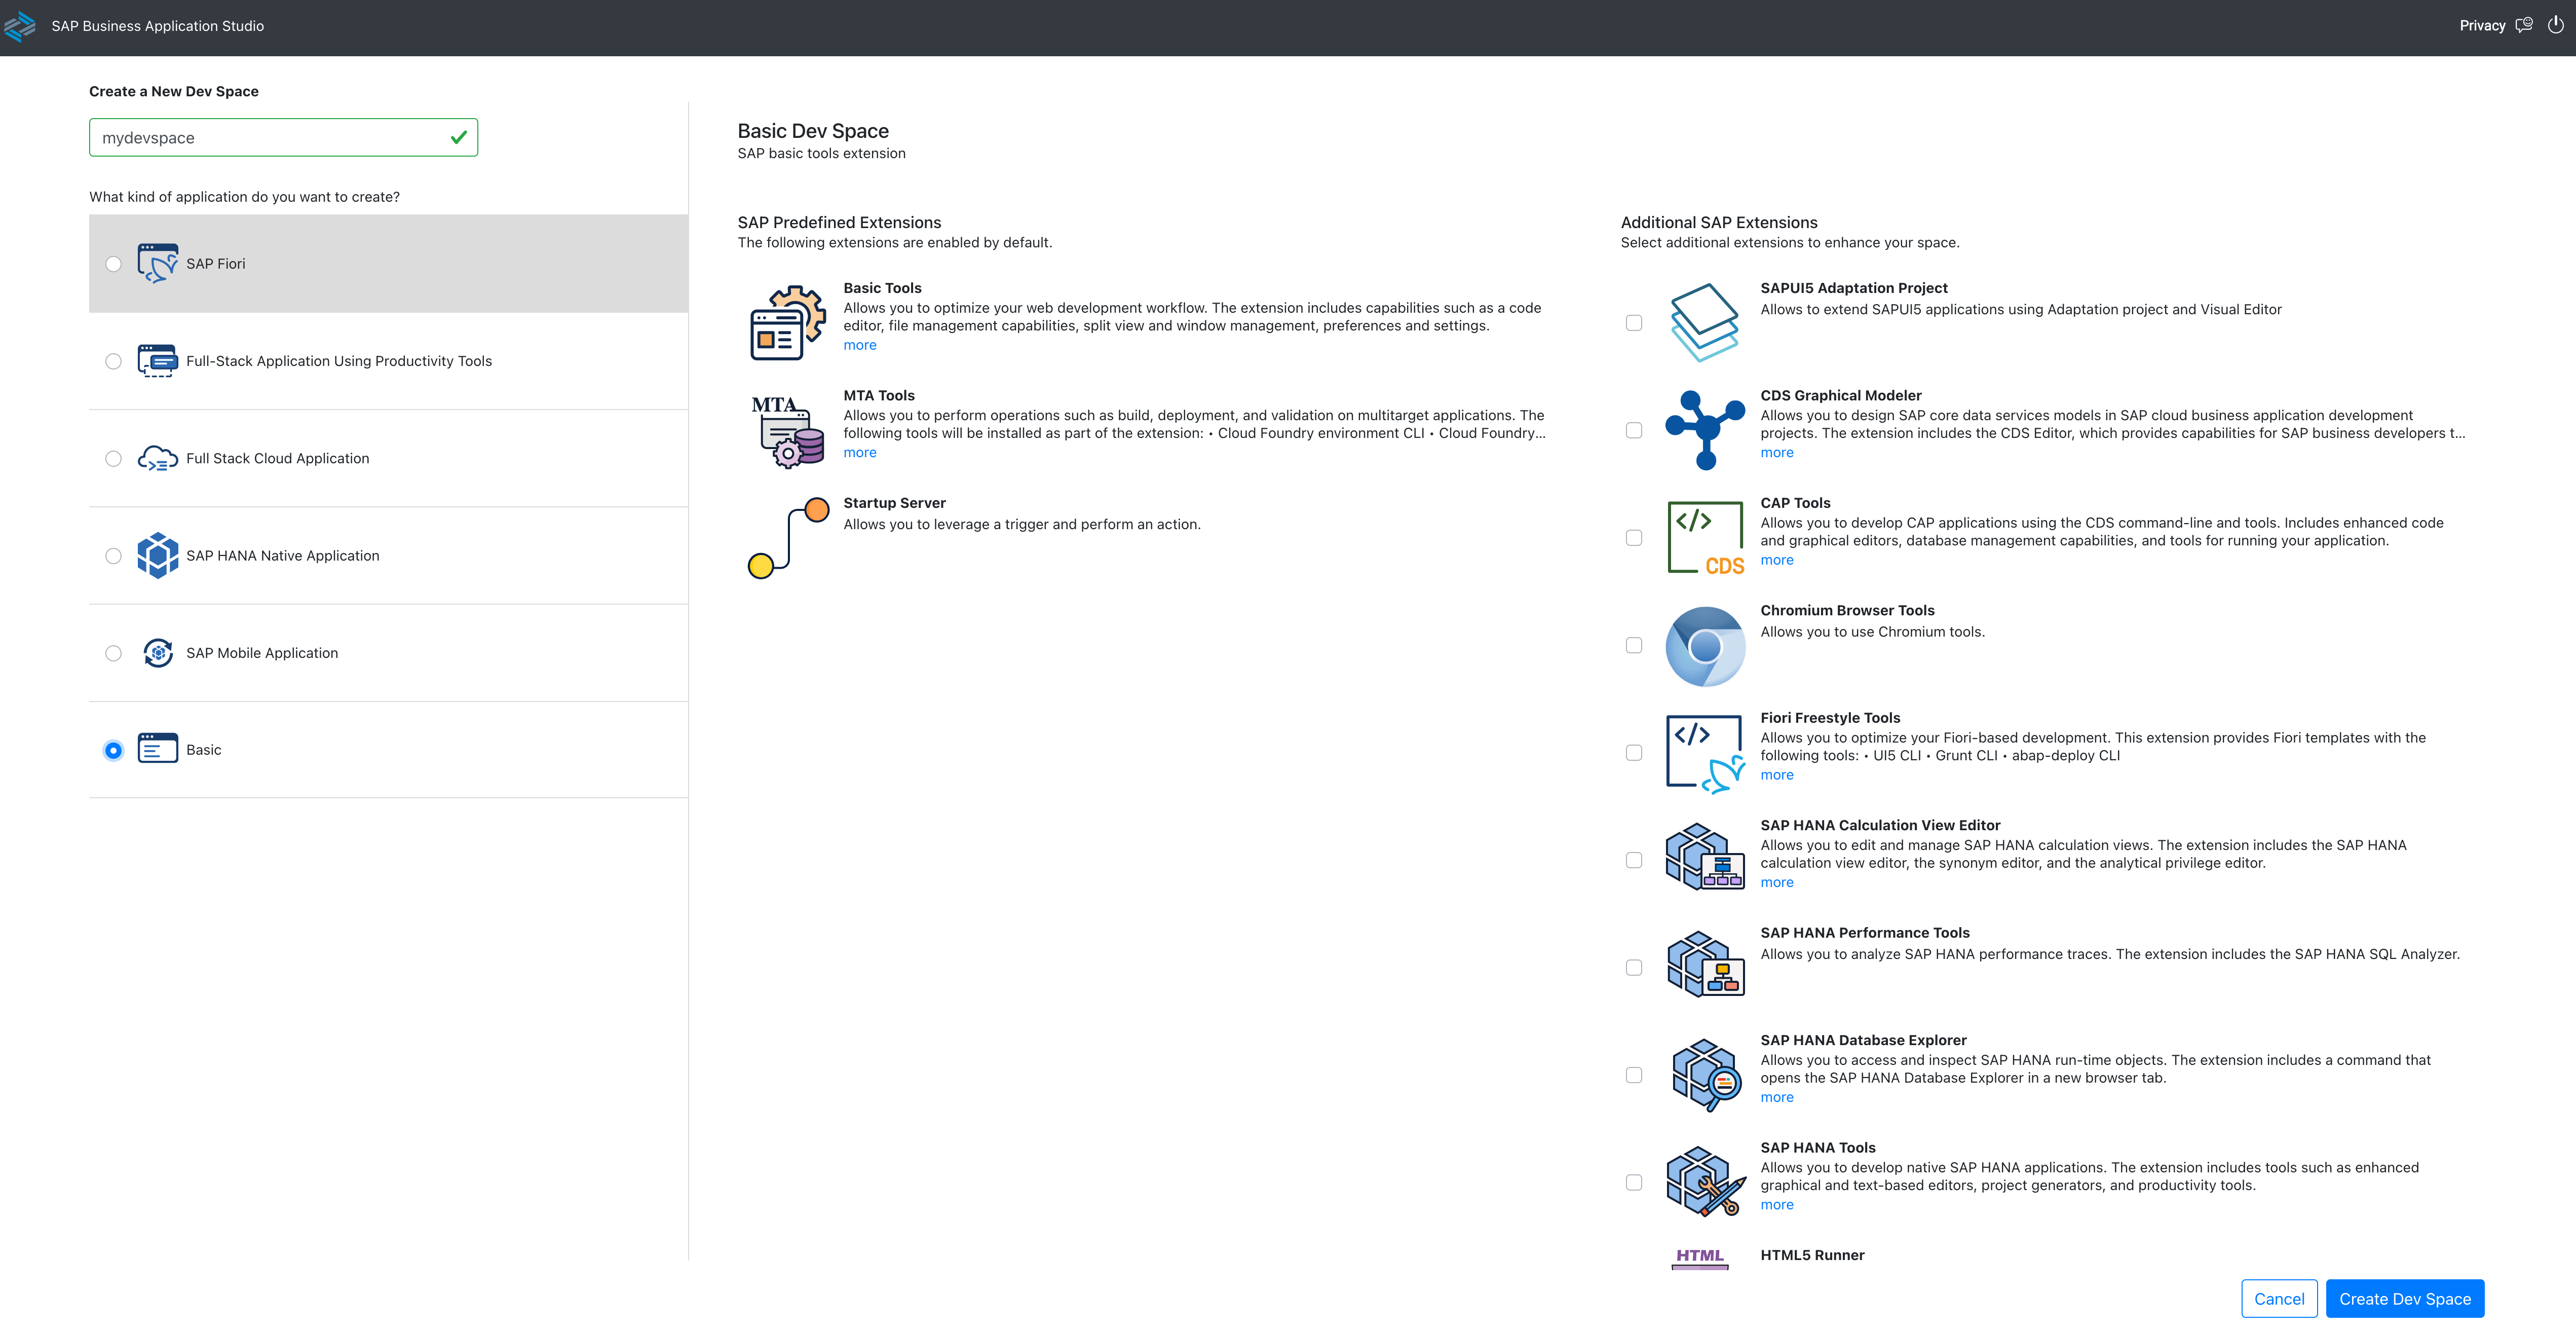 SAP Business Application Studio
Privacy
Create a New Dev Space
mydevspace
What kind of application do you want to create?
SAP Fiori
Full-Stack Application Using Productivity Tools
Full Stack Cloud Application
SAP HANA Native Application
SAP Mobile Application
Basic
Basic Dev Space
SAP basic tools extension
SAP Predefined Extensions
The following extensions are enabled by default.
Basic Tools
Allows you to optimize your web development workflow. The extension includes capabilities such as a code
editor, file management capabilities, split view and window management, preferences and settings.
more
MTA
MTA Tools
Allows you to perform operations such as build, deployment, and validation on multitarget applications. The
following tools will be installed as part of the extension: • Cloud Foundry environment CLI • Cloud Foundry...
more
Startup Server
Allows you to leverage a trigger and perform an action.
Additional SAP Extensions
Select additional extensions to enhance your space.
SAPUI5 Adaptation Project
Allows to extend SAPUI5 applications using Adaptation project and Visual Editor
CDS Graphical Modeler
Allows you to design SAP core data services models in SAP cloud business application development
projects. The extension includes the CDS Editor, which provides capabilities for SAP business developers t...
more
</>
CDS
CAP Tools
Allows you to develop CAP applications using the CDS command-line and tools. Includes enhanced code
and graphical editors, database management capabilities, and tools for running your application.
more
Chromium Browser Tools
Allows you to use Chromium tools.
</>
Fiori Freestyle Tools
Allows you to optimize your Fiori-based development. This extension provides Fiori templates with the
following tools: • UI5 CLI • Grunt CLI • abap-deploy CLI
more
SAP HANA Calculation View Editor
Allows you to edit and manage SAP HANA calculation views. The extension includes the SAP HANA
calculation view editor, the synonym editor, and the analytical privilege editor.
more
SAP HANA Performance Tools
Allows you to analyze SAP HANA performance traces. The extension includes the SAP HANA SQL Analyzer.
SAP HANA Database Explorer
Allows you to access and inspect SAP HANA run-time objects. The extension includes a command that
opens the SAP HANA Database Explorer in a new browser tab.
more
SAP HANA Tools
Allows you to develop native SAP HANA applications. The extension includes tools such as enhanced
graphical and text-based editors, project generators, and productivity tools.
more
HTML
HTML5 Runner
Cancel
Create Dev Space